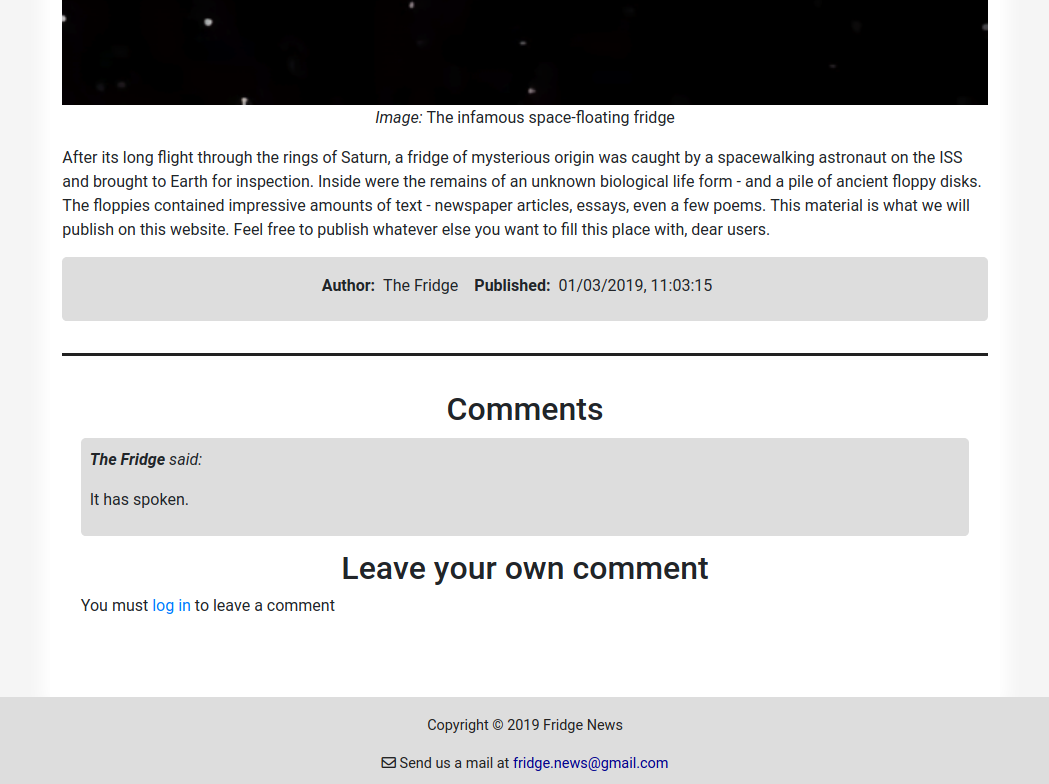 Image: The infamous space-floating fridge
After its long flight through the rings of Saturn, a fridge of mysterious origin was caught by a spacewalking astronaut on the ISS
and brought to Earth for inspection. Inside were the remains of an unknown biological life form - and a pile of ancient floppy disks.
The floppies contained impressive amounts of text - newspaper articles, essays, even a few poems. This material is what we will
publish on this website. Feel free to publish whatever else you want to fill this place with, dear users.
Author: The Fridge Published: 01/03/2019, 11:03:15
Comments
The Fridge said:
It has spoken.
Leave your own comment
You must log in to leave a comment
Copyright © 2019 Fridge News
Send us a mail at fridge.news@gmail.com